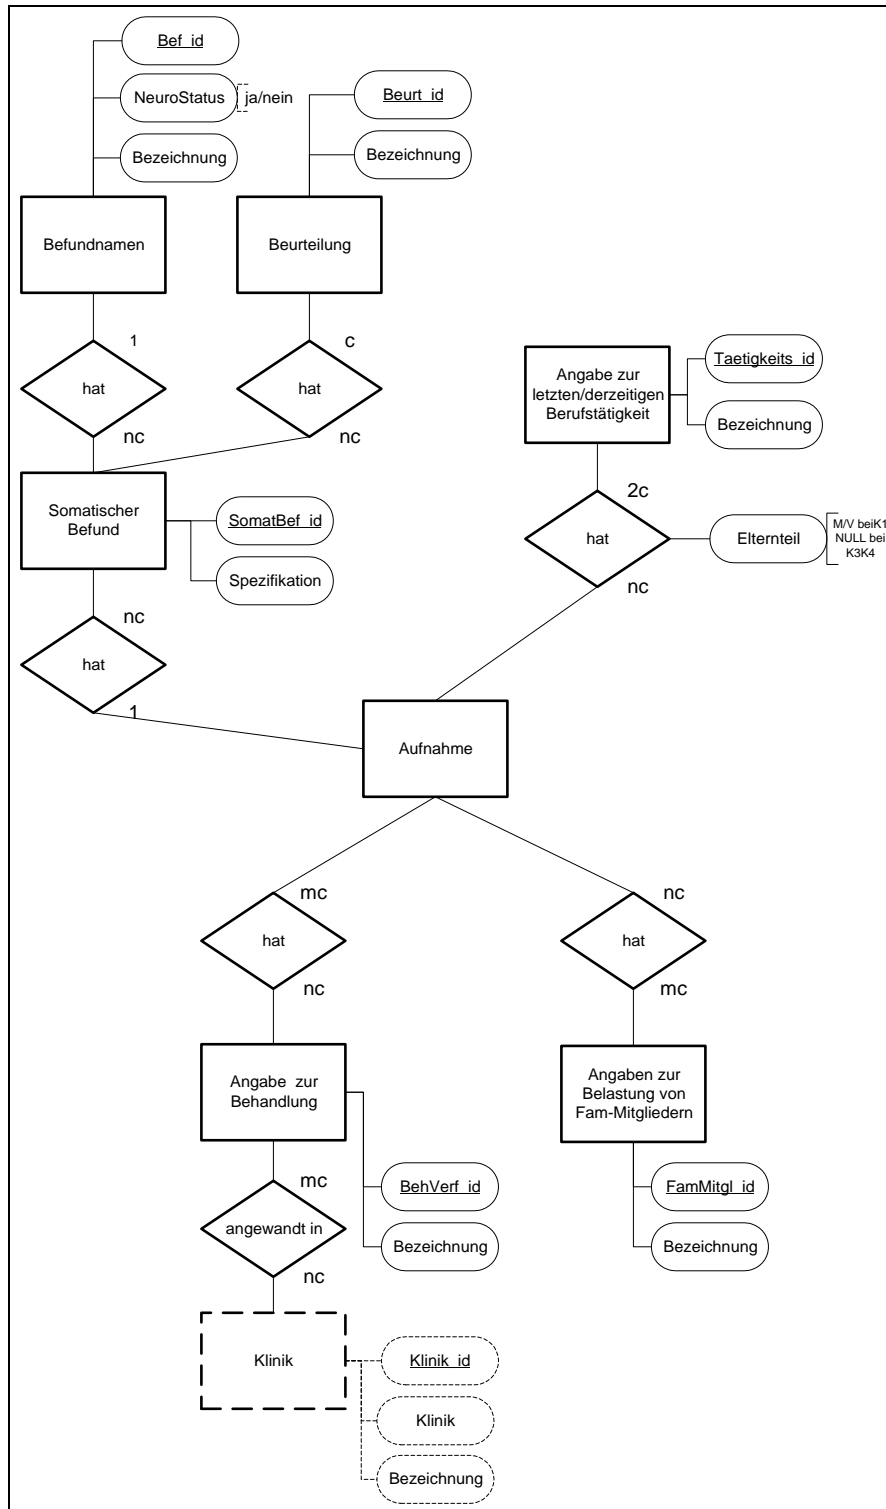 Bef_id
NeuroStatus
ja/nein
Bezeichnung
Beurt_id
Bezeichnung
Befundnamen
Beurteilung
1
hat
nc
c
hat
nc
Angabe zur
letzten/derzeitigen
Berufstätigkeit
Taetigkeits_id
Bezeichnung
2c
hat
nc
Elternteil
M/V beiK1
NULL bei
K3K4
Somatischer
Befund
SomatBef_id
Spezifikation
nc
hat
1
Aufnahme
mc
hat
nc
nc
hat
mc
Angabe zur
Behandlung
Angaben zur
Belastung von
Fam-Mitgliedern
BehVerf_id
Bezeichnung
FamMitgl_id
Bezeichnung
mc
angewandt in
nc
Klinik
Klinik_id
Klinik
Bezeichnung